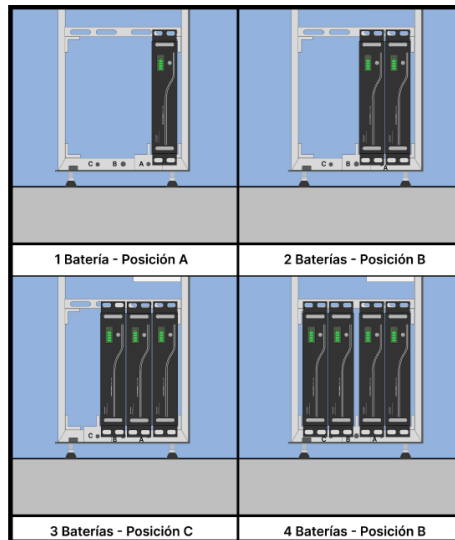 C B A
C B A
1 Batería - Posición A
2 Baterías - Posición B
C B A
C B A
3 Baterías - Posición C
4 Baterías - Posición B